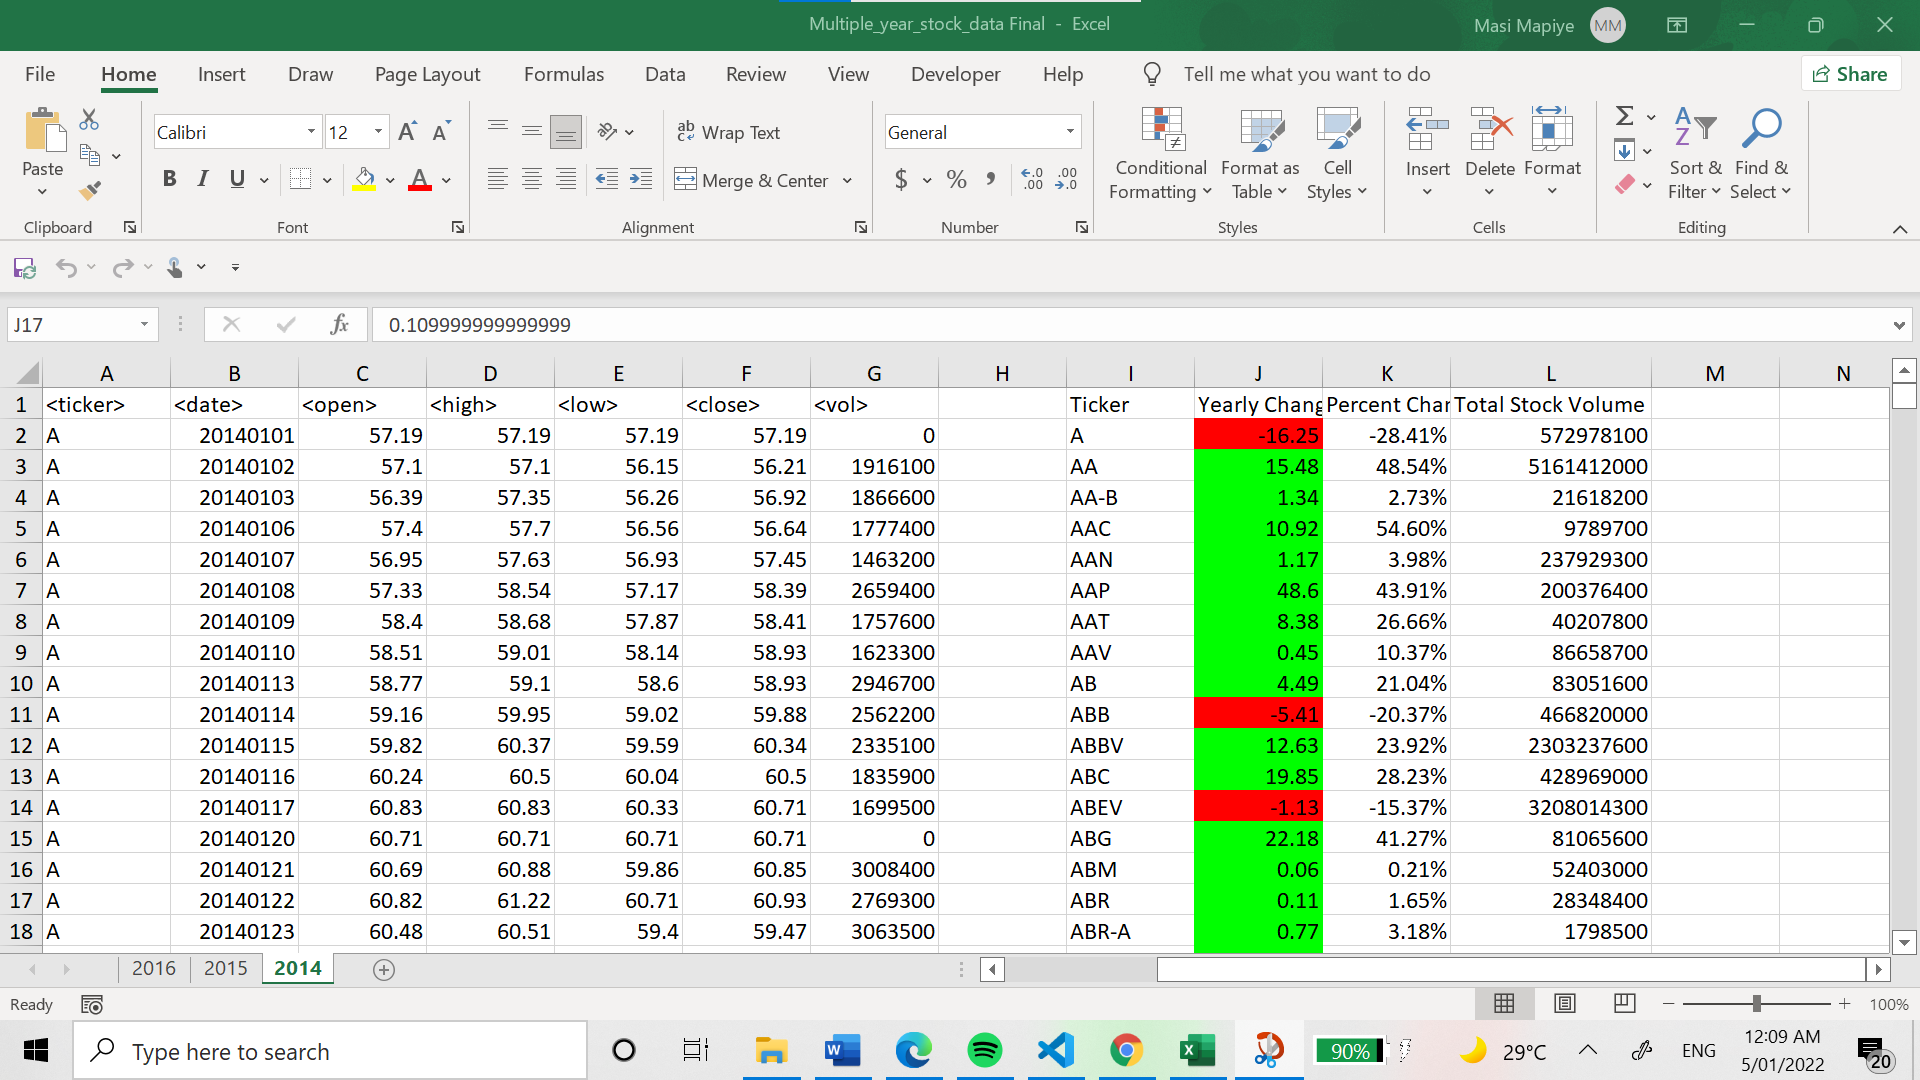 Multiple_year_stock_data Final - Excel
Masi Mapiye MM
File Home Insert Draw Page Layout Formulas Data Review View Developer Help Tell me what you want to do Share
Paste
Clipboard
Calibri 12
B I U
Font
Wrap Text
Merge & Center
Alignment
General
$ % ,
Number
Conditional Formatting
Format as Table
Cell Styles
Styles
Insert Delete Format
Cells
Sort & Filter
Find & Select
Editing
J17 fx 0.109999999999999
A B C D E F G H I J K L M N
1 <ticker> <date> <open> <high> <low> <close> <vol> Ticker Yearly Chang Percent Char Total Stock Volume
2 A 20140101 57.19 57.19 57.19 57.19 0 A -16.25 -28.41% 572978100
3 A 20140102 57.1 57.1 56.15 56.21 1916100 AA 15.48 48.54% 5161412000
4 A 20140103 56.39 57.35 56.26 56.92 1866600 AA-B 1.34 2.73% 21618200
5 A 20140106 57.4 57.7 56.56 56.64 1777400 AAC 10.92 54.60% 9789700
6 A 20140107 56.95 57.63 56.93 57.45 1463200 AAN 1.17 3.98% 237929300
7 A 20140108 57.33 58.54 57.17 58.39 2659400 AAP 48.6 43.91% 200376400
8 A 20140109 58.4 58.68 57.87 58.41 1757600 AAT 8.38 26.66% 40207800
9 A 20140110 58.51 59.01 58.14 58.93 1623300 AAV 0.45 10.37% 86658700
10 A 20140113 58.77 59.1 58.6 58.93 2946700 AB 4.49 21.04% 83051600
11 A 20140114 59.16 59.95 59.02 59.88 2562200 ABB -5.41 -20.37% 466820000
12 A 20140115 59.82 60.37 59.59 60.34 2335100 ABBV 12.63 23.92% 2303237600
13 A 20140116 60.24 60.5 60.04 60.5 1835900 ABC 19.85 28.23% 428969000
14 A 20140117 60.83 60.83 60.33 60.71 1699500 ABEV -1.13 -15.37% 3208014300
15 A 20140120 60.71 60.71 60.71 60.71 0 ABG 22.18 41.27% 81065600
16 A 20140121 60.69 60.88 59.86 60.85 3008400 ABM 0.06 0.21% 52403000
17 A 20140122 60.82 61.22 60.71 60.93 2769300 ABR 0.11 1.65% 28348400
18 A 20140123 60.48 60.51 59.4 59.47 3063500 ABR-A 0.77 3.18% 1798500
2016 2015 2014
Ready 100%
Type here to search
90% 29°C ENG 12:09 AM
5/01/2022 20